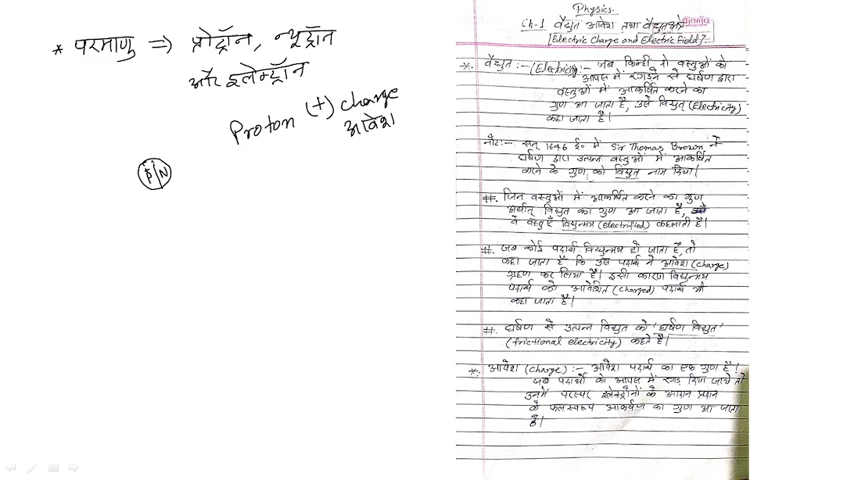 * परमाणु => प्रोट्रॉन, न्यूट्रॉन
और इलेक्ट्रॉन
Proton (+) charge
आवेश
P N
Physics
Ch-1 वैद्युत आवेश तथा वैद्युत क्षेत्र
[Electric Charge and Electric Field] :-
*. वैद्युत :- (Electricity) :- जब किन्हीं दो वस्तुओं को
आपस में रगड़ने से घर्षण द्वारा
वस्तुओं में आकर्षित करने का
गुण आ जाता है, उसे विद्युत (Electricity)
कहा जाता है।
नोट :- सन् 1646 ई० में Sir Thomas Brown ने
घर्षण द्वारा उत्पन्न वस्तुओं में आकर्षित
करने के गुण को विद्युत नाम दिया।
#. जिन वस्तुओं में आकर्षित करने का गुण
अर्थात् विद्युत का गुण आ जाता है,
वे वस्तुएँ विद्युन्मय (electrified) कहलाती है।
#. जब कोई पदार्थ विद्युन्मय हो जाता है, तो
कहा जाता है कि उस पदार्थ ने आवेश (charge)
ग्रहण कर लिया है। इसी कारण विद्युन्मय
पदार्थ को आवेशित (charged) पदार्थ भी
कहा जाता है।
#. घर्षण से उत्पन्न विद्युत को 'घर्षण विद्युत'
(frictional electricity) कहते है।
*. आवेश (charge) :- आवेश पदार्थ का एक गुण है।
जब पदार्थो को आपस में रगड़ दिया जाये तो
उनमें परस्पर इलेक्ट्रोनों के आदान प्रदान
के फलस्वरूप आकर्षण का गुण आ जाता
है।